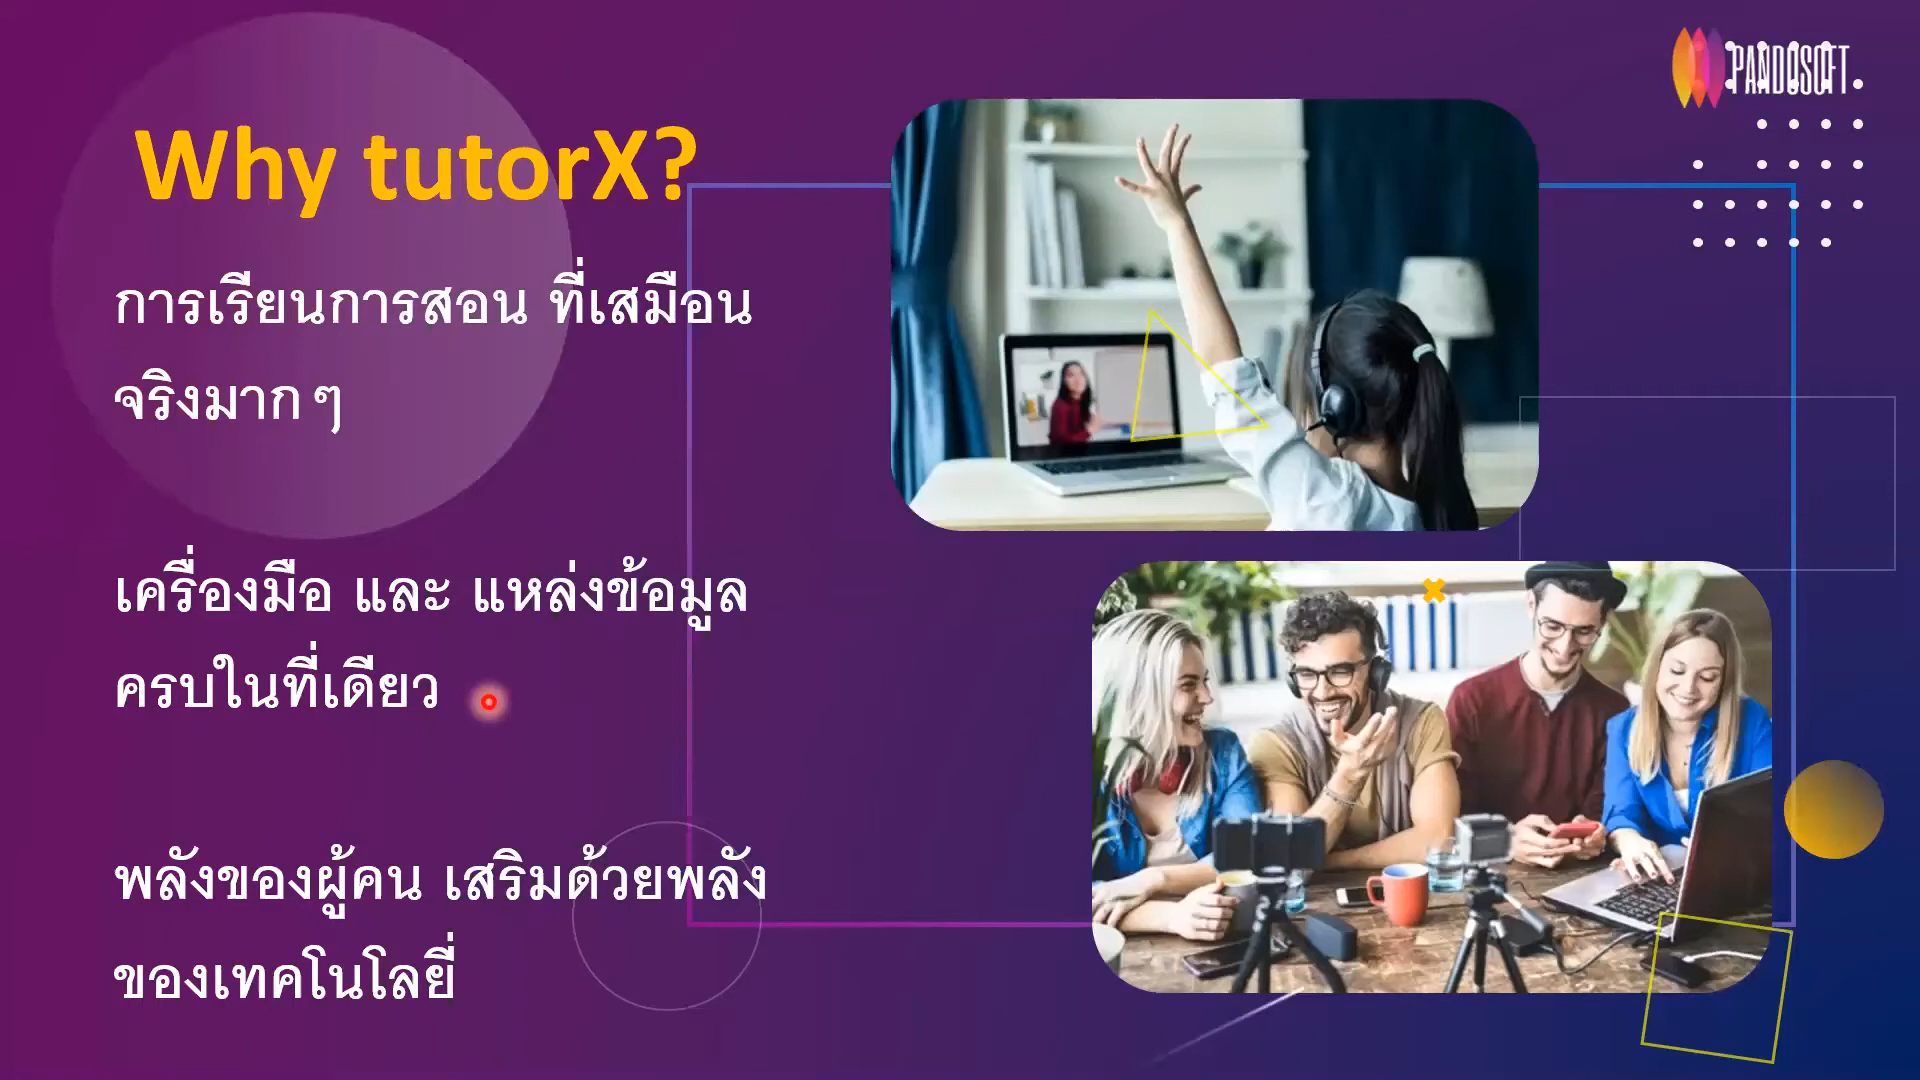 PANDOSOFT
Why tutorX?
การเรียนการสอน ที่เสมือน
จริงมาก ๆ
เครื่องมือ และ แหล่งข้อมูล
ครบในที่เดียว
พลังของผู้คน เสริมด้วยพลัง
ของเทคโนโลยี่